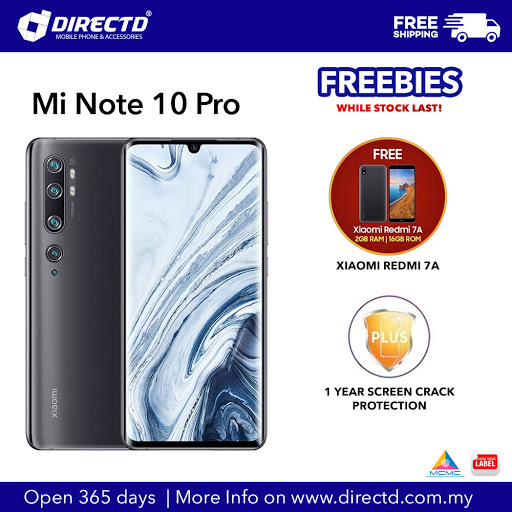 DIRECTD
MOBILE PHONE & ACCESSORIES
FREE
SHIPPING
Mi Note 10 Pro
FREEBIES
WHILE STOCK LAST!
FREE
Xiaomi Redmi 7A
2GB RAM | 16GB ROM
XIAOMI REDMI 7A
PLUS
1 YEAR SCREEN CRACK
PROTECTION
xiaomi
MCMC
LABEL
Open 365 days | More Info on www.directd.com.my